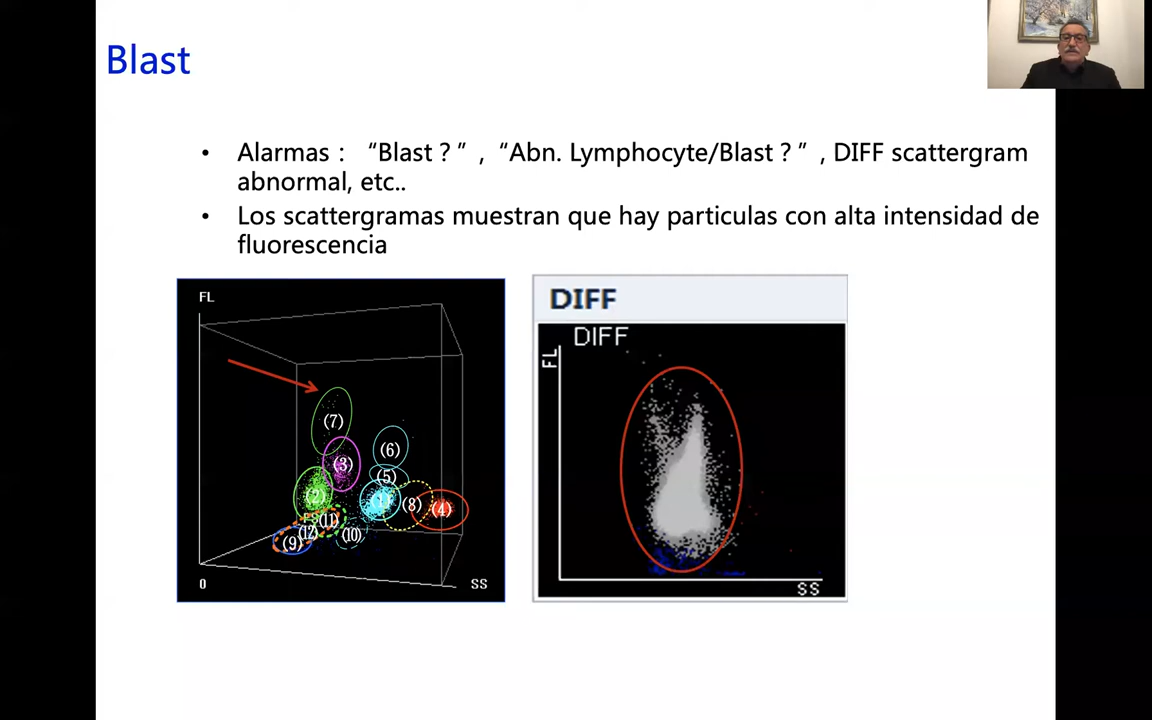 Blast
• Alarmas : “Blast ? ” , “Abn. Lymphocyte/Blast ? ” , DIFF scattergram
abnormal, etc..
• Los scattergramas muestran que hay particulas con alta intensidad de
fluorescencia
FL
(7)
(6)
(3)
(5)
(2)
(1)
(8)
(4)
(11)
(12)
(10)
(9)
0
SS
DIFF
DIFF
FL
SS